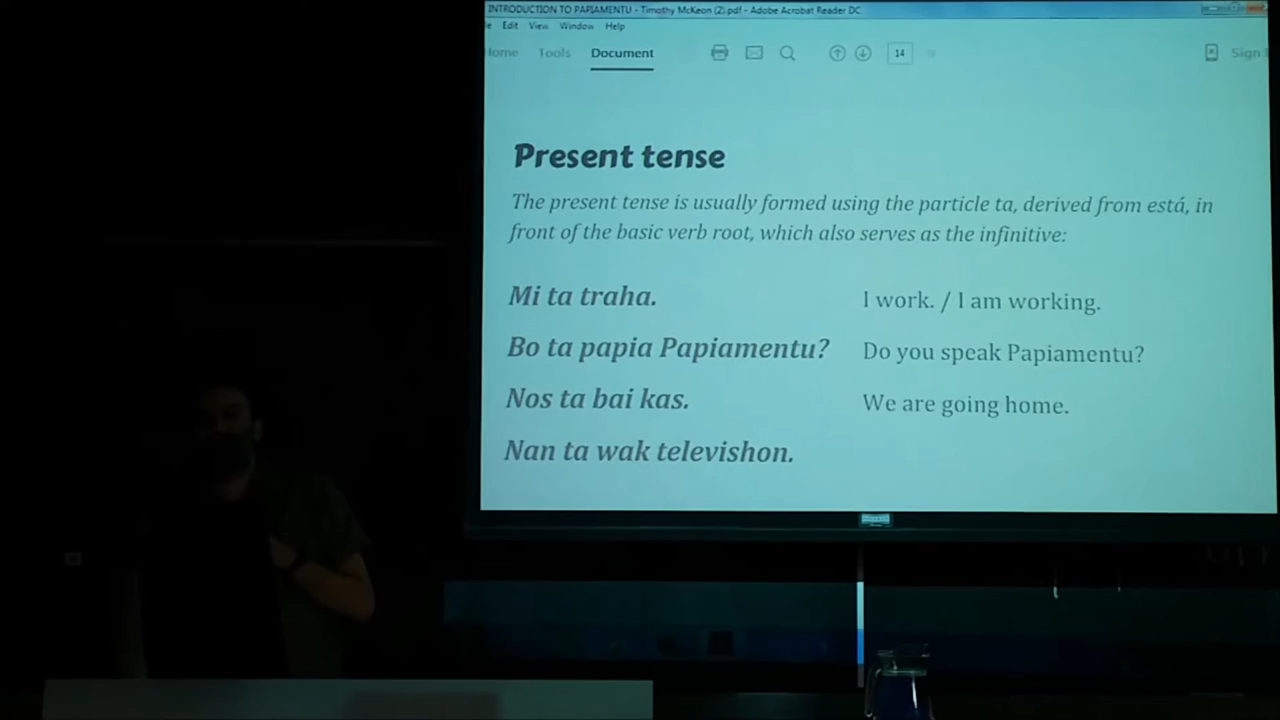 INTRODUCTION TO PAPIAMENTU - Timothy McKeon (2).pdf - Adobe Acrobat Reader DC
Edit View Window Help
Home Tools Document 14 Sign
Present tense
The present tense is usually formed using the particle ta, derived from está, in
front of the basic verb root, which also serves as the infinitive:
Mi ta traha. I work. / I am working.
Bo ta papia Papiamentu? Do you speak Papiamentu?
Nos ta bai kas. We are going home.
Nan ta wak televishon.